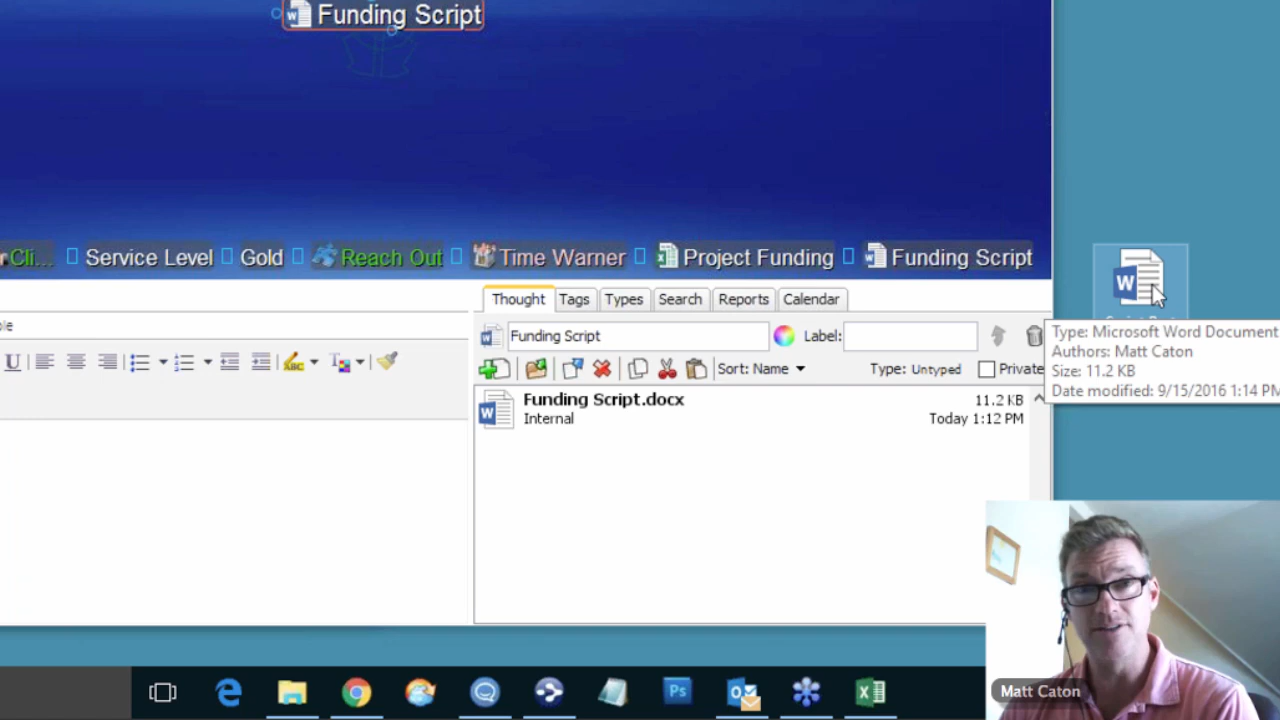 Funding Script
Cli... Service Level Gold Reach Out Time Warner Project Funding Funding Script
Thought Tags Types Search Reports Calendar
Funding Script Label:
U Sort: Name Type: Untyped Private
Funding Script.docx 11.2 KB
Internal Today 1:12 PM
Type: Microsoft Word Document
Authors: Matt Caton
Size: 11.2 KB
Date modified: 9/15/2016 1:14 PM
Ps
Matt Caton